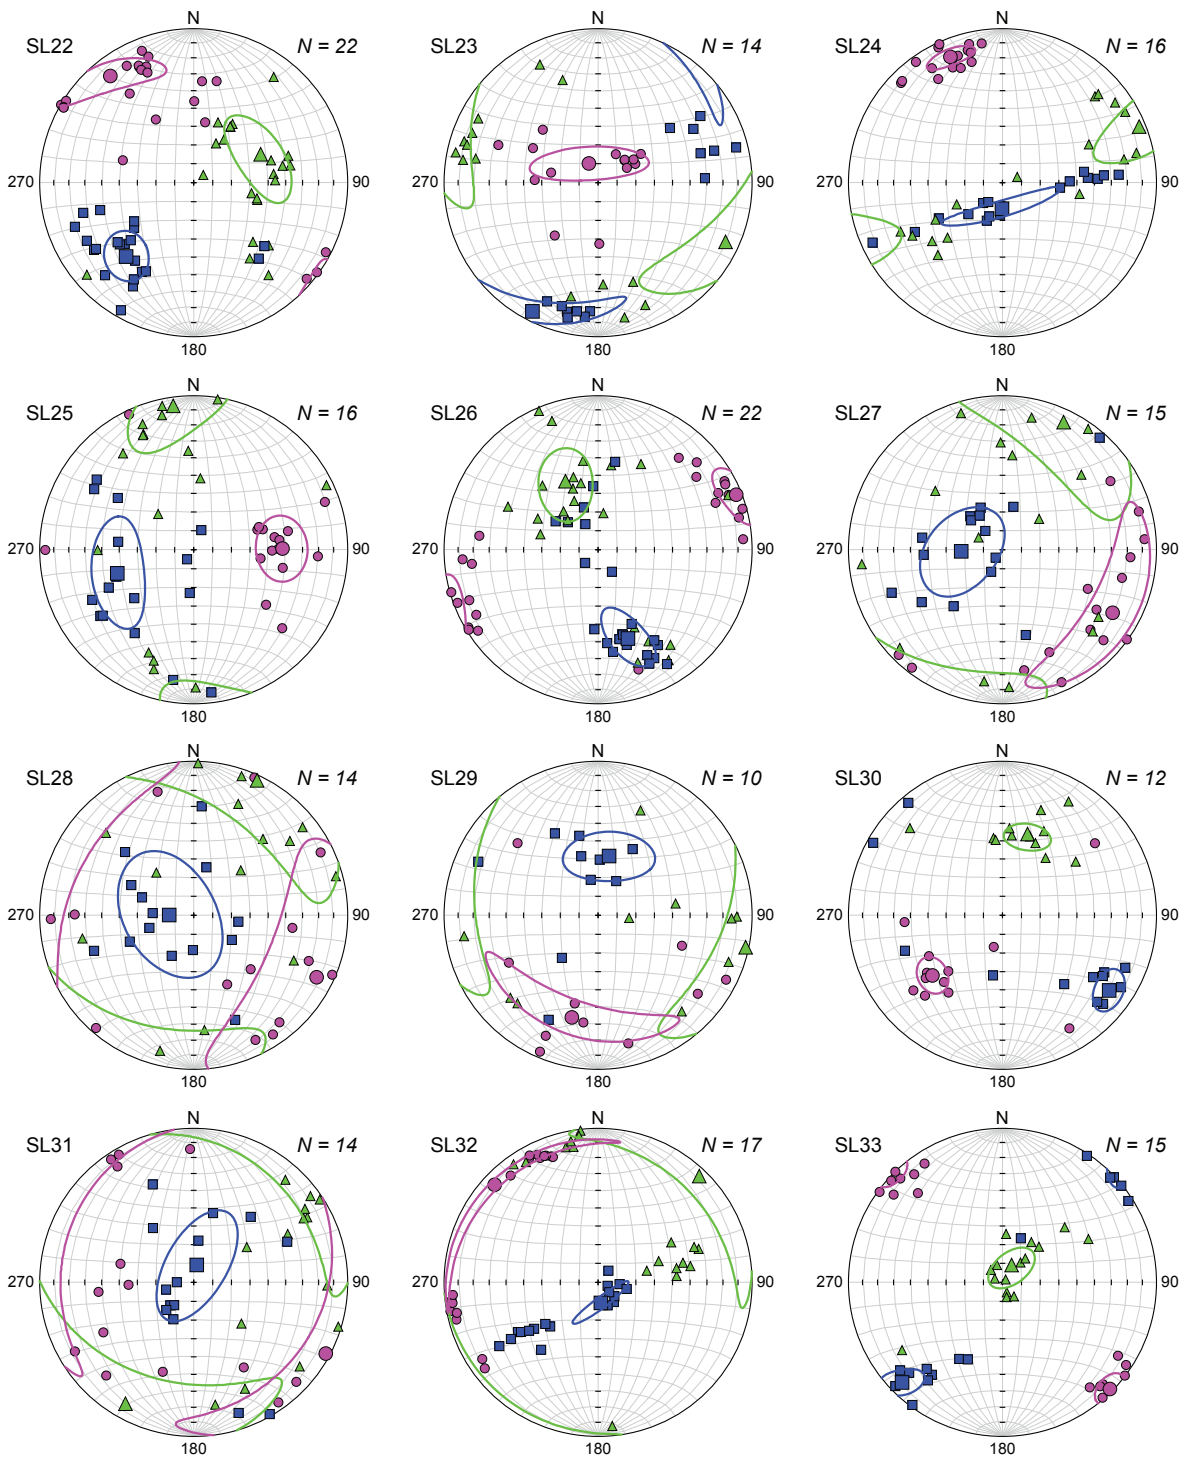 N N N
SL22 N = 22 SL23 N = 14 SL24 N = 16
270 90 270 90 270 90
180 180 180
N N N
SL25 N = 16 SL26 N = 22 SL27 N = 15
270 90 270 90 270 90
180 180 180
N N N
SL28 N = 14 SL29 N = 10 SL30 N = 12
270 90 270 90 270 90
180 180 180
N N N
SL31 N = 14 SL32 N = 17 SL33 N = 15
270 90 270 90 270 90
180 180 180